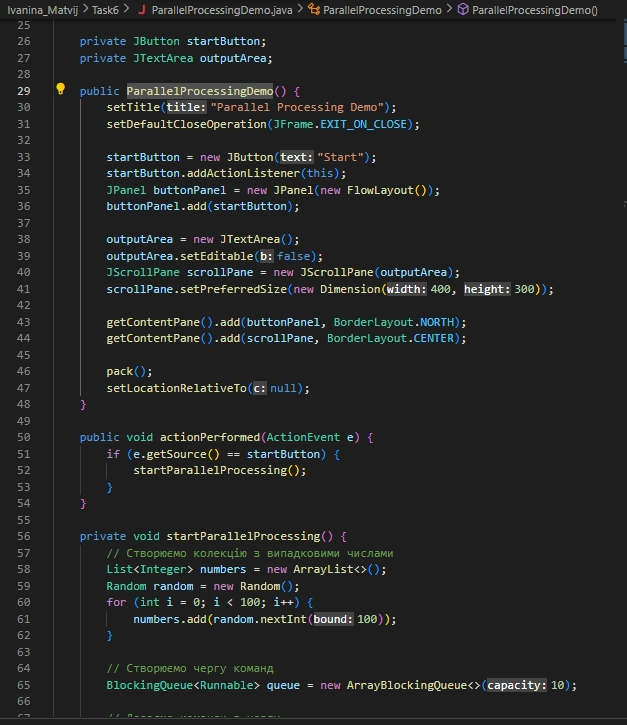 Ivanina_Matvij > Task6 > J ParallelProcessingDemo.java > ParallelProcessingDemo > ParallelProcessingDemo()
25
26 private JButton startButton;
27 private JTextArea outputArea;
28
29 public ParallelProcessingDemo() {
30 setTitle(title: "Parallel Processing Demo");
31 setDefaultCloseOperation(JFrame.EXIT_ON_CLOSE);
32
33 startButton = new JButton(text: "Start");
34 startButton.addActionListener(this);
35 JPanel buttonPanel = new JPanel(new FlowLayout());
36 buttonPanel.add(startButton);
37
38 outputArea = new JTextArea();
39 outputArea.setEditable(b: false);
40 JScrollPane scrollPane = new JScrollPane(outputArea);
41 scrollPane.setPreferredSize(new Dimension(width: 400, height: 300));
42
43 getContentPane().add(buttonPanel, BorderLayout.NORTH);
44 getContentPane().add(scrollPane, BorderLayout.CENTER);
45
46 pack();
47 setLocationRelativeTo(c: null);
48 }
49
50 public void actionPerformed(ActionEvent e) {
51 if (e.getSource() == startButton) {
52 startParallelProcessing();
53 }
54 }
55
56 private void startParallelProcessing() {
57 // Створюємо колекцію з випадковими числами
58 List<Integer> numbers = new ArrayList<>();
59 Random random = new Random();
60 for (int i = 0; i < 100; i++) {
61 numbers.add(random.nextInt(bound: 100));
62 }
63
64 // Створюємо чергу команд
65 BlockingQueue<Runnable> queue = new ArrayBlockingQueue<>(capacity: 10);
66